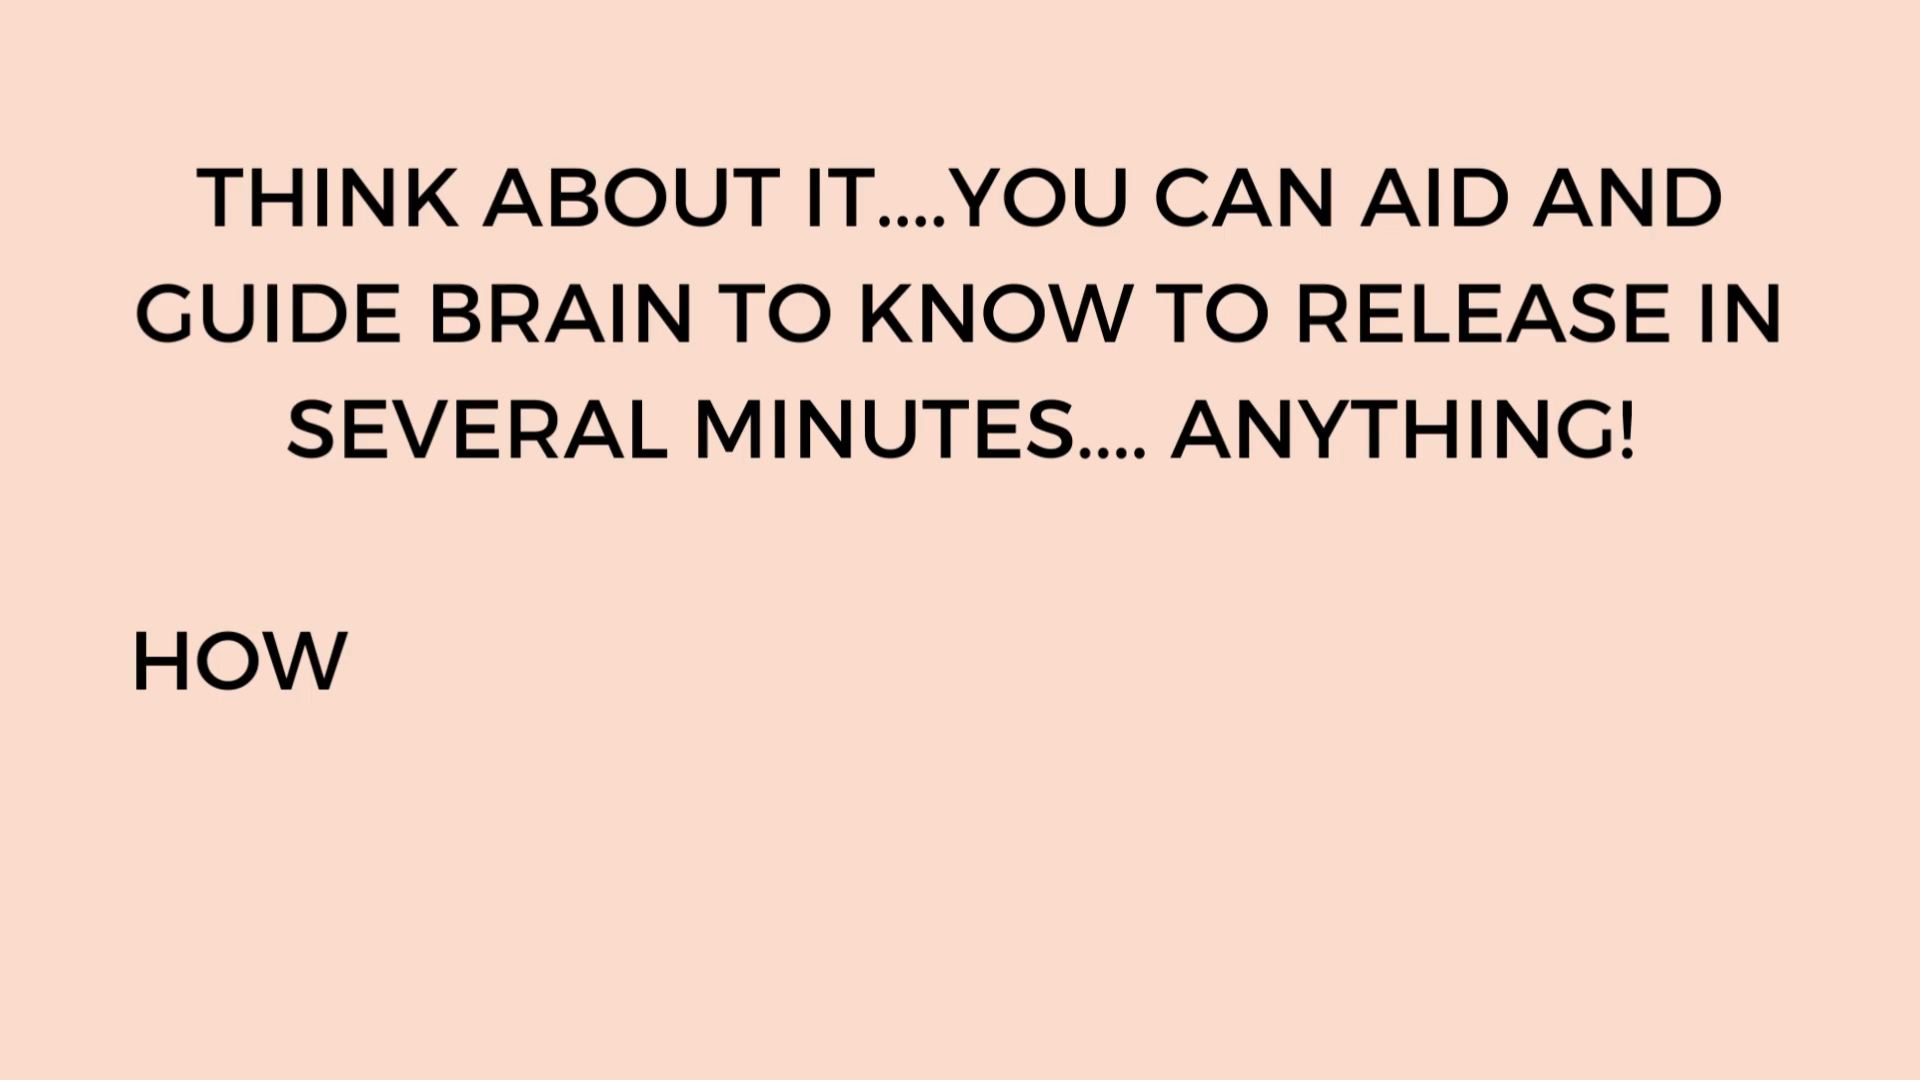 THINK ABOUT IT....YOU CAN AID AND
GUIDE BRAIN TO KNOW TO RELEASE IN
SEVERAL MINUTES.... ANYTHING!
HOW